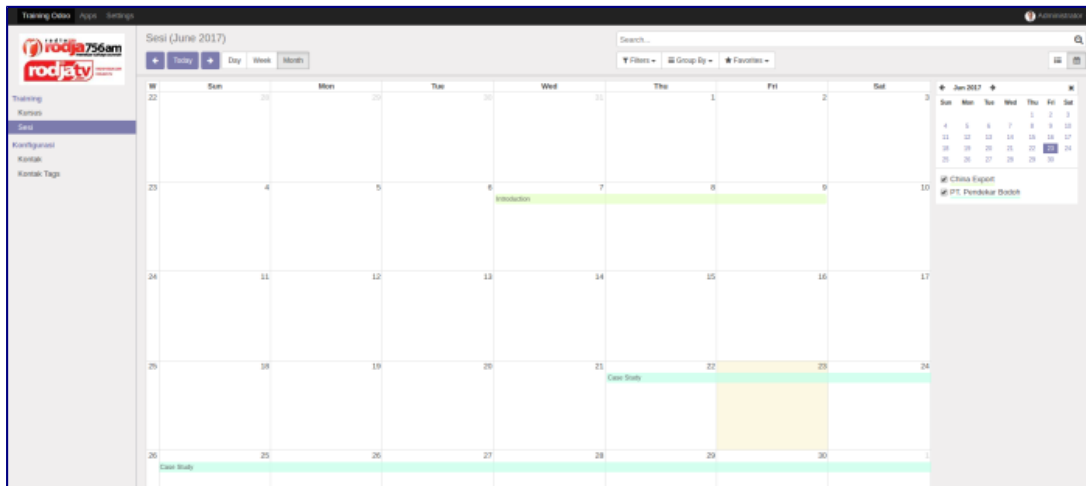 Training Odoo Apps Settings Administrator
rodja 756am
rodjatv
Training
Kursus
Sesi
Konfigurasi
Kontak
Kontak Tags
Sesi (June 2017)
Search...
Today Day Week Month
Filters Group By Favorites
W Sun Mon Tue Wed Thu Fri Sat
22 28 29 30 31 1 2 3
23 4 5 6 7 8 9 10
Introduction
24 11 12 13 14 15 16 17
25 18 19 20 21 22 23 24
Case Study
26 25 26 27 28 29 30 1
Case Study
Jun 2017
Sun Mon Tue Wed Thu Fri Sat
1 2 3
4 5 6 7 8 9 10
11 12 13 14 15 16 17
18 19 20 21 22 23 24
25 26 27 28 29 30
China Export
PT. Pendekar Bodoh